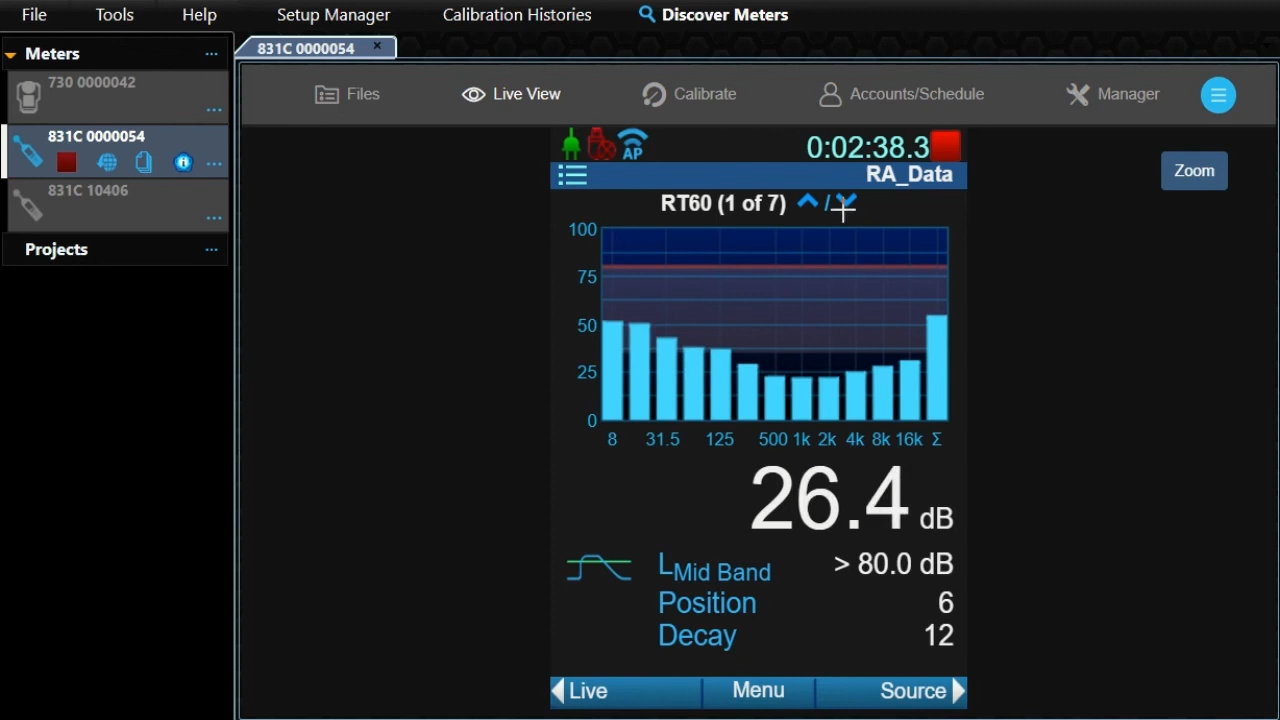 File Tools Help Setup Manager Calibration Histories Discover Meters
Meters ...
831C 0000054 ×
730 0000042
...
831C 0000054
...
831C 10406
...
Projects ...
Files Live View Calibrate Accounts/Schedule Manager
AP 0:02:38.3
RA_Data
Zoom
RT60 (1 of 7) /
100
75
50
25
0
8 31.5 125 500 1k 2k 4k 8k 16k Σ
26.4 dB
LMid Band > 80.0 dB
Position 6
Decay 12
Live Menu Source